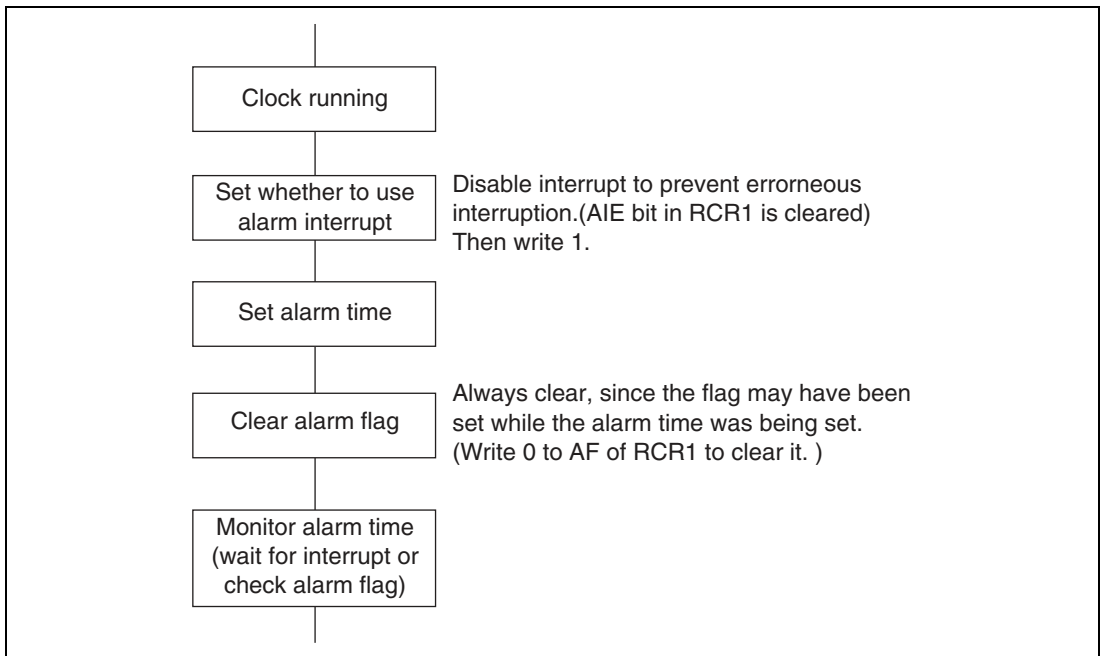 Clock running
Set whether to use
alarm interrupt
Disable interrupt to prevent errorneous
interruption.(AIE bit in RCR1 is cleared)
Then write 1.
Set alarm time
Clear alarm flag
Always clear, since the flag may have been
set while the alarm time was being set.
(Write 0 to AF of RCR1 to clear it. )
Monitor alarm time
(wait for interrupt or
check alarm flag)